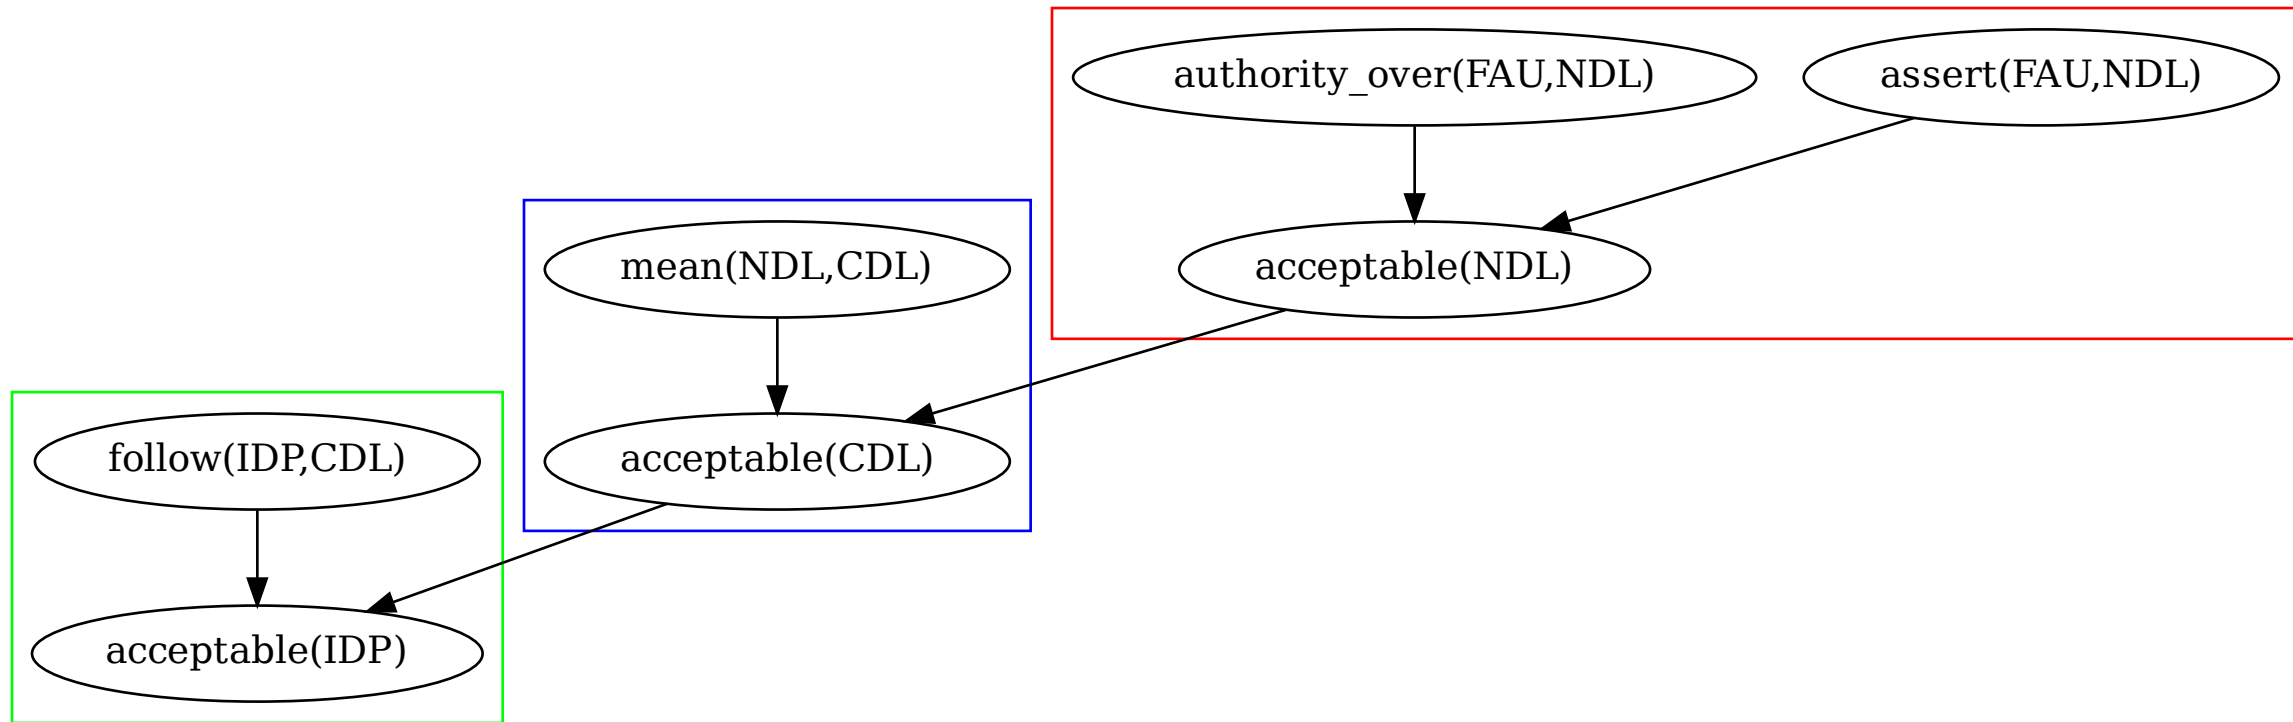 authority_over(FAU,NDL)
assert(FAU,NDL)
mean(NDL,CDL)
acceptable(NDL)
follow(IDP,CDL)
acceptable(CDL)
acceptable(IDP)